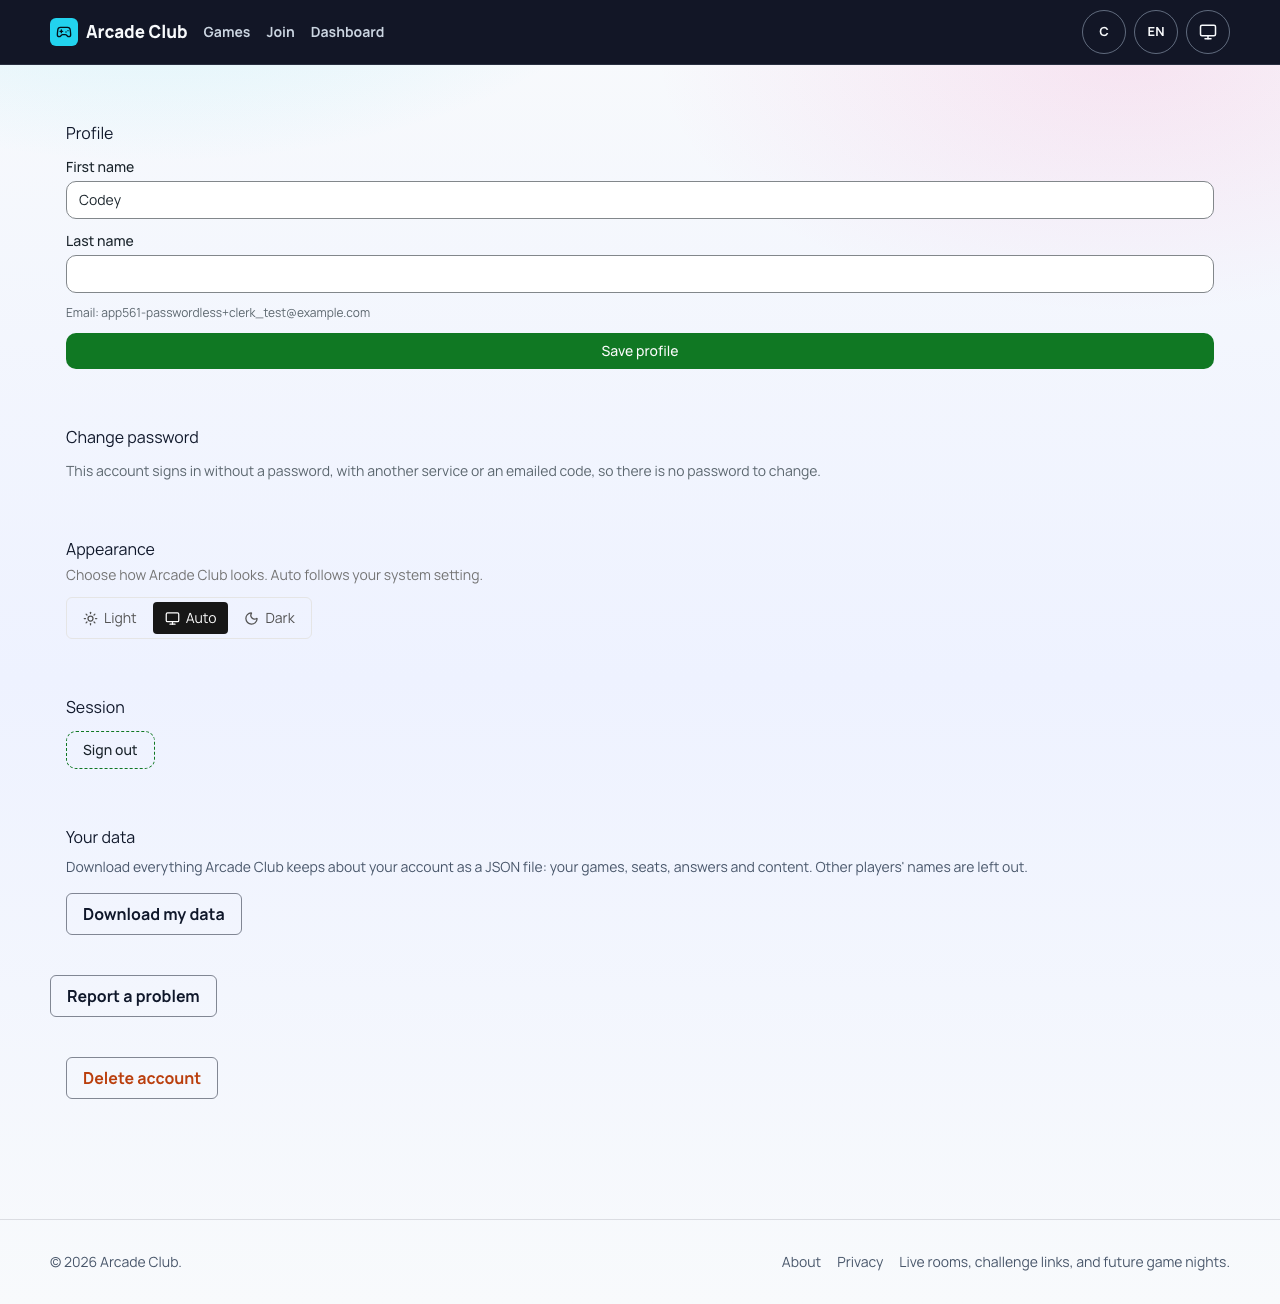 Arcade Club Games Join Dashboard C EN
Profile
First name
Codey
Last name
Email: app561-passwordless+clerk_test@example.com
Save profile
Change password
This account signs in without a password, with another service or an emailed code, so there is no password to change.
Appearance
Choose how Arcade Club looks. Auto follows your system setting.
Light Auto Dark
Session
Sign out
Your data
Download everything Arcade Club keeps about your account as a JSON file: your games, seats, answers and content. Other players' names are left out.
Download my data
Report a problem
Delete account
© 2026 Arcade Club. About Privacy Live rooms, challenge links, and future game nights.